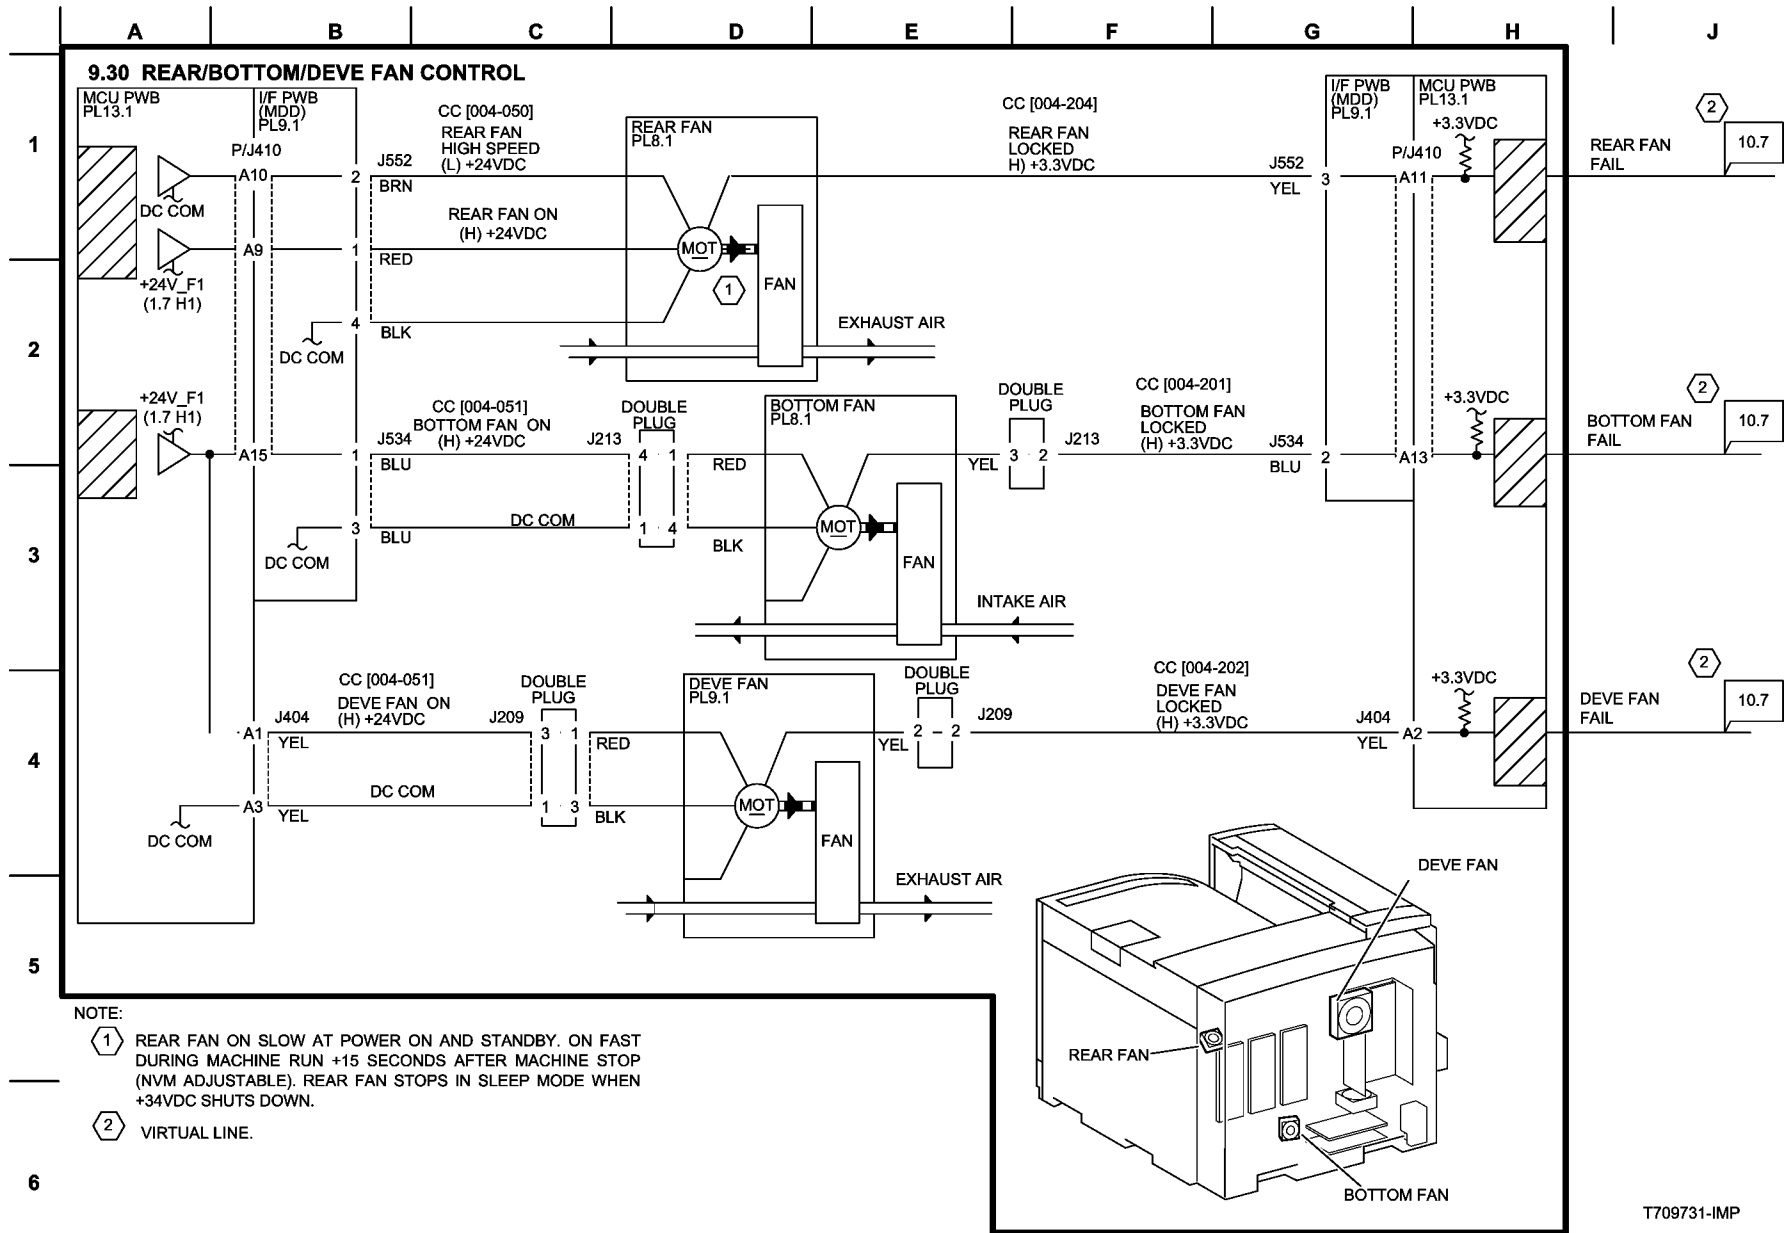 A B C D E F G H J
1
2
3
4
5
6
9.30 REAR/BOTTOM/DEVE FAN CONTROL
MCU PWB
PL13.1
I/F PWB
(MDD)
PL9.1
P/J410
A10
DC COM
A9
+24V_F1
(1.7 H1)
J552
2
BRN
1
RED
4
BLK
DC COM
CC [004-050]
REAR FAN
HIGH SPEED
(L) +24VDC
REAR FAN ON
(H) +24VDC
REAR FAN
PL8.1
MOT
1
FAN
EXHAUST AIR
CC [004-204]
REAR FAN
LOCKED
H) +3.3VDC
J552
3
YEL
I/F PWB
(MDD)
PL9.1
MCU PWB
PL13.1
+3.3VDC
P/J410
A11
REAR FAN
FAIL
2
10.7
+24V_F1
(1.7 H1)
A15
J534
1
BLU
3
BLU
DC COM
CC [004-051]
BOTTOM FAN ON
(H) +24VDC
DC COM
J213
DOUBLE
PLUG
4 1
1 4
RED
BLK
BOTTOM FAN
PL8.1
MOT
FAN
INTAKE AIR
YEL
DOUBLE
PLUG
3 2
J213
CC [004-201]
BOTTOM FAN
LOCKED
(H) +3.3VDC
J534
2
BLU
A13
+3.3VDC
BOTTOM FAN
FAIL
2
10.7
A1
J404
YEL
A3
YEL
DC COM
CC [004-051]
DEVE FAN ON
(H) +24VDC
DC COM
J209
DOUBLE
PLUG
3 1
1 3
RED
BLK
DEVE FAN
PL9.1
MOT
FAN
EXHAUST AIR
YEL
DOUBLE
PLUG
2 - 2
J209
CC [004-202]
DEVE FAN
LOCKED
(H) +3.3VDC
J404
YEL
A2
+3.3VDC
DEVE FAN
FAIL
2
10.7
DEVE FAN
REAR FAN
BOTTOM FAN
NOTE:
1 REAR FAN ON SLOW AT POWER ON AND STANDBY. ON FAST
DURING MACHINE RUN +15 SECONDS AFTER MACHINE STOP
(NVM ADJUSTABLE). REAR FAN STOPS IN SLEEP MODE WHEN
+34VDC SHUTS DOWN.
2 VIRTUAL LINE.
T709731-IMP